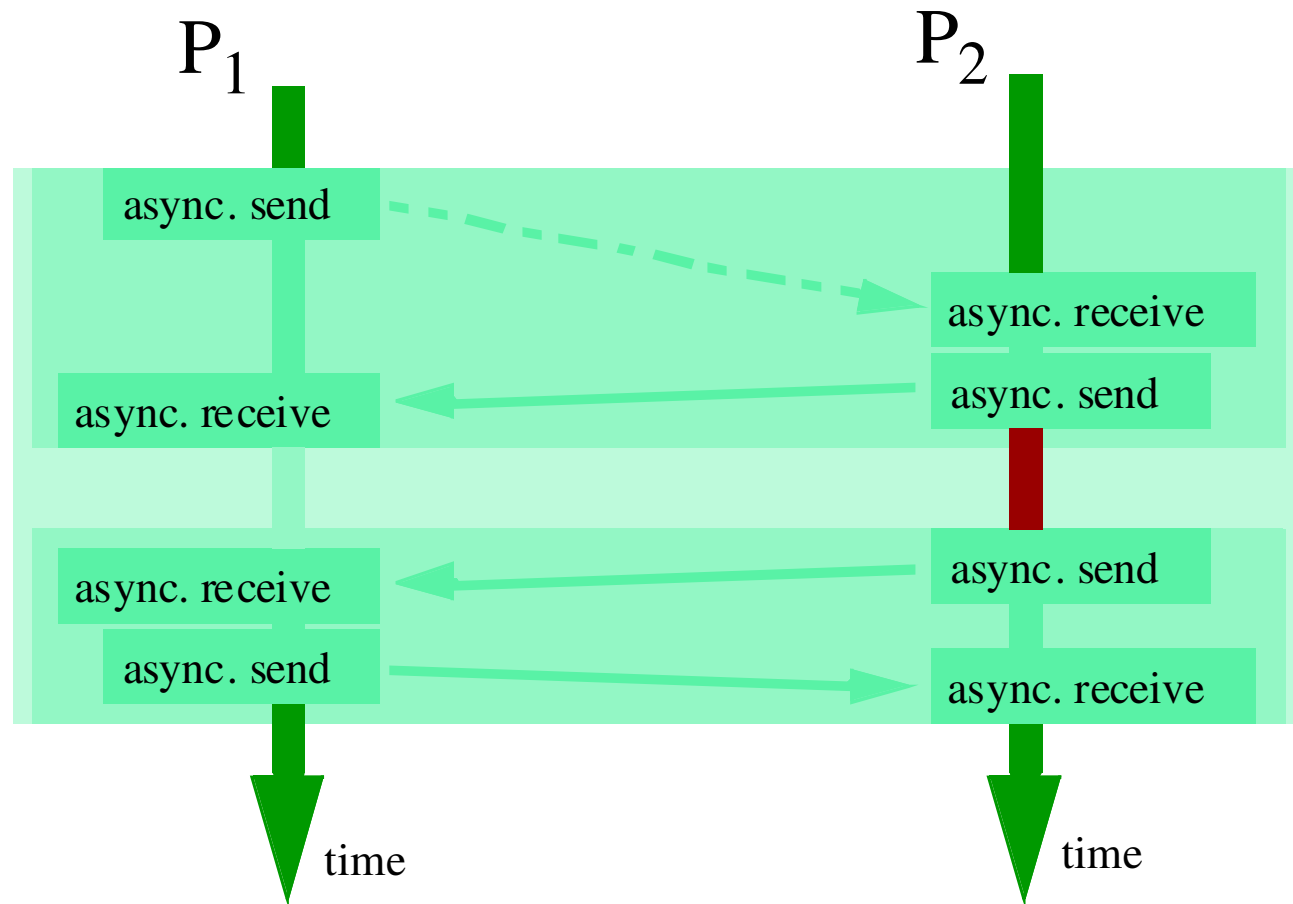 P1
P2
async. send
async. receive
async. send
async. receive
async. send
async. receive
async. send
async. receive
time
time